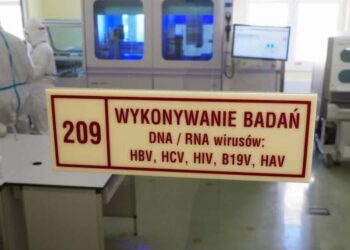 209
WYKONYWANIE BADAŃ
DNA / RNA wirusów:
HBV, HCV, HIV, B19V, HAV